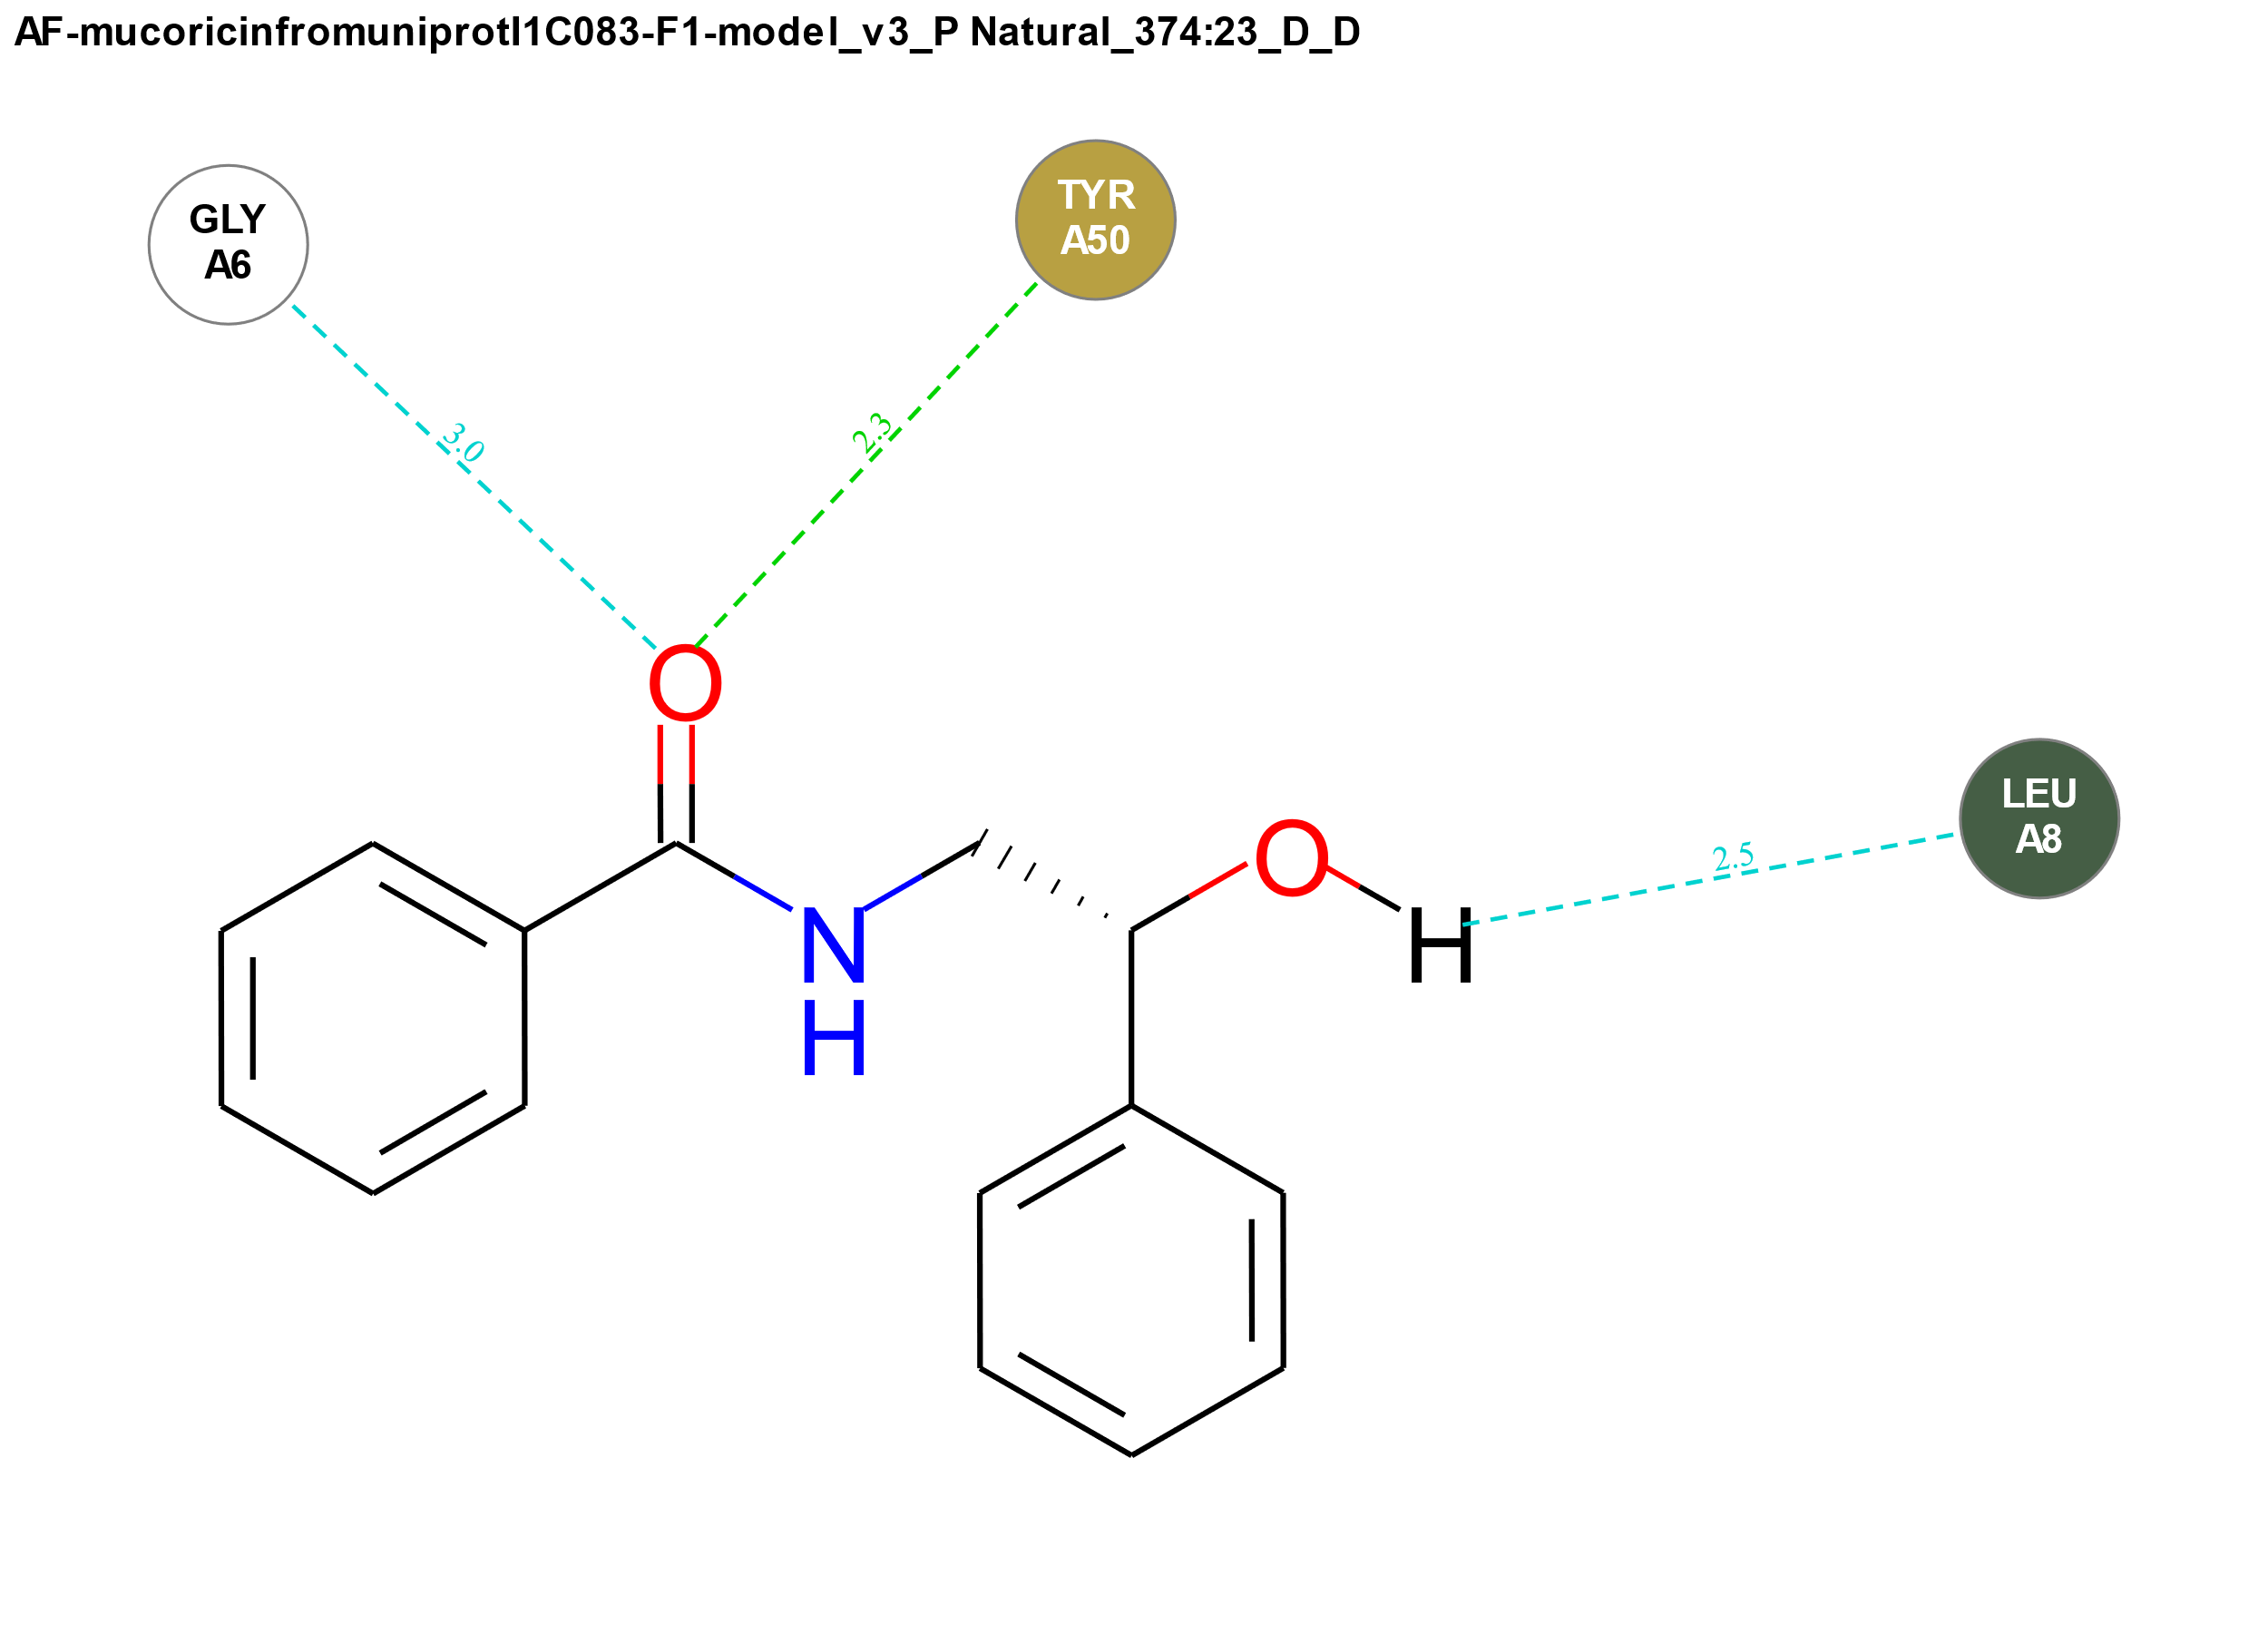 AF-mucoricinfromuniprotI1C083-F1-model_v3_P Natural_374:23_D_D
GLY
A6
TYR
A50
3.0
2.3
O
LEU
A8
O
2.5
N
H
H